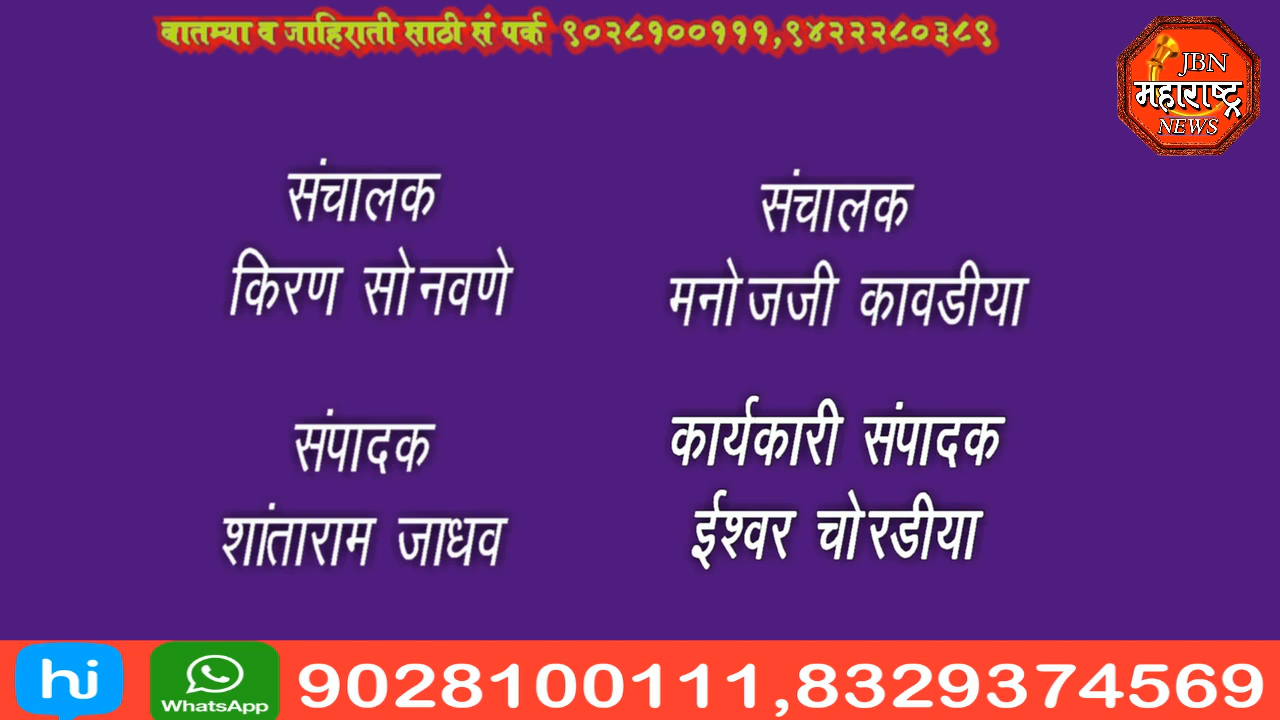 बातम्या व जाहिराती साठी संपर्क ९०२८१००१११,९४२२२८०३८९
JBN
महाराष्ट्र
NEWS
संचालक
किरण सोनवणे
संचालक
मनोजजी कावडीया
संपादक
शांताराम जाधव
कार्यकारी संपादक
ईश्वर चोरडीया
hi
WhatsApp
9028100111,8329374569